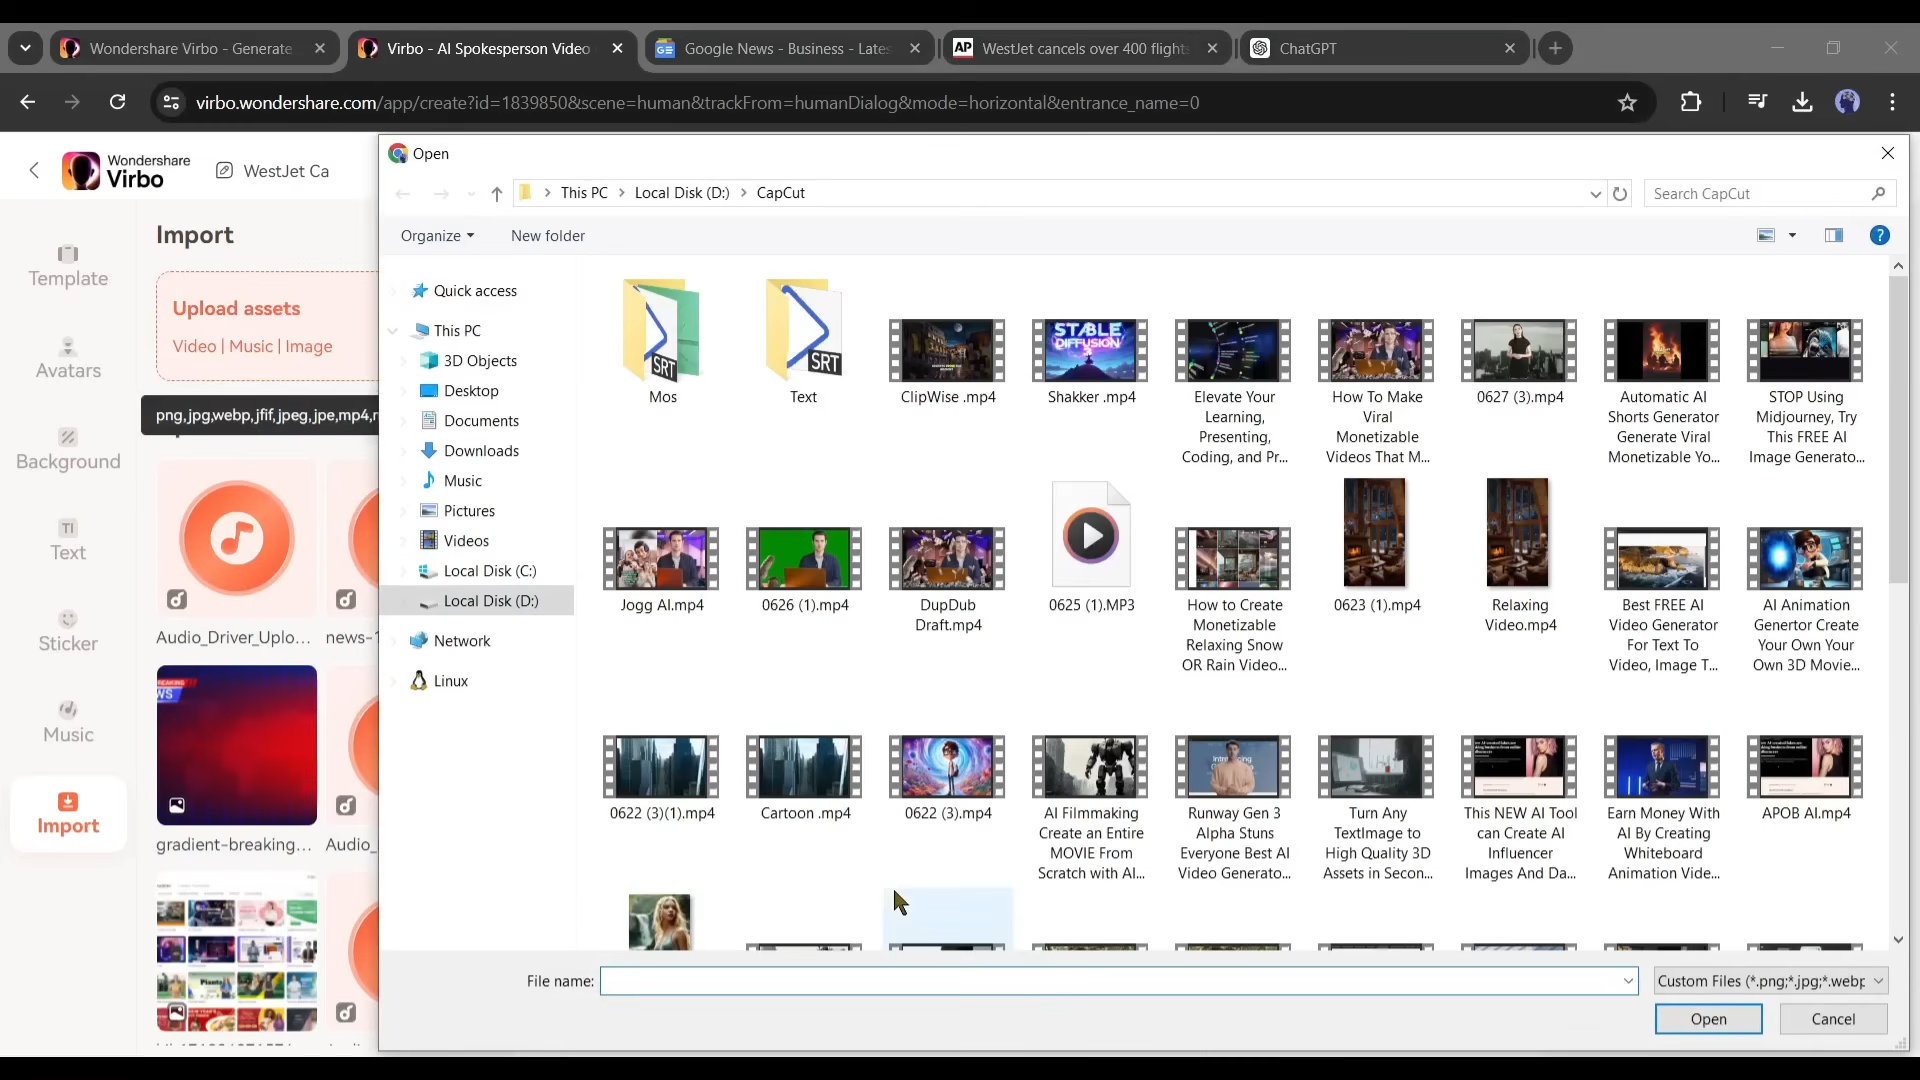 Wondershare Virbo - Generate
Virbo - AI Spokesperson Video
Google News - Business - Lates
AP
WestJet cancels over 400 flights
ChatGPT
virbo.wondershare.com/app/create?id=1839850&scene=human&trackFrom=humanDialog&mode=horizontal&entrance_name=0
Wondershare
Virbo
WestJet Ca
Template
Avatars
Background
TI
Text
Sticker
Music
Import
Import
Upload assets
Video | Music | Image
png,jpg,webp,jfif,jpeg,jpe,mp4,
Audio_Driver_Uplo...
news-1
gradient-breaking...
Audio_
Open
This PC
Local Disk (D:)
CapCut
Search CapCut
Organize
New folder
?
Quick access
This PC
3D Objects
Desktop
Documents
Downloads
Music
Pictures
Videos
Local Disk (C:)
Local Disk (D:)
Network
Linux
SRT
Mos
SRT
Text
ClipWise .mp4
STABLE
DIFFUSION
Shakker .mp4
Elevate Your
Learning,
Presenting,
Coding, and Pr...
How To Make
Viral
Monetizable
Videos That M...
0627 (3).mp4
Automatic AI
Shorts Generator
Generate Viral
Monetizable Yo...
STOP Using
Midjourney, Try
This FREE AI
Image Generato...
Jogg AI.mp4
0626 (1).mp4
DupDub
Draft.mp4
0625 (1).MP3
How to Create
Monetizable
Relaxing Snow
OR Rain Video...
0623 (1).mp4
Relaxing
Video.mp4
Best FREE AI
Video Generator
For Text To
Video, Image T...
AI Animation
Genertor Create
Your Own Your
Own 3D Movie...
0622 (3)(1).mp4
Cartoon .mp4
0622 (3).mp4
AI Filmmaking
Create an Entire
MOVIE From
Scratch with AI...
Runway Gen 3
Alpha Stuns
Everyone Best AI
Video Generato...
Turn Any
TextImage to
High Quality 3D
Assets in Secon...
This NEW AI Tool
can Create AI
Influencer
Images And Da...
Earn Money With
AI By Creating
Whiteboard
Animation Vide...
APOB AI.mp4
File name:
Custom Files (*.png;*.jpg;*.webp
Open
Cancel